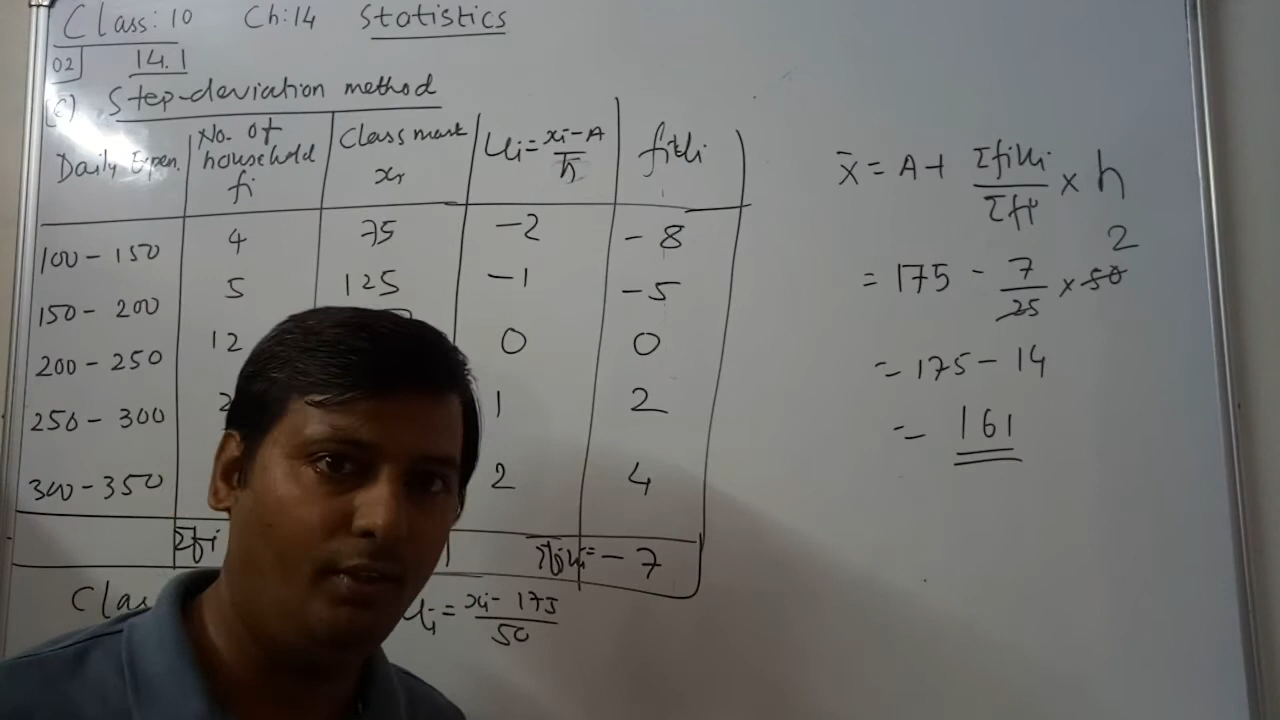 Class: 10 Ch: 14 Statistics
02 14.1
(c) Step-deviation method
Daily Expen. No. of household fi Class mark xi ui = xi - A / h fiui
100 - 150 4 75 -2 -8
150 - 200 5 125 -1 -5
200 - 250 12 0 0
250 - 300 2 1 2
300 - 350 2 4
Σfi Σfiui = -7
Clas ui = xi - 175 / 50
x̄ = A + Σfiui / Σfi × h
= 175 - 7 / 25 × 50 2
= 175 - 14
= 161